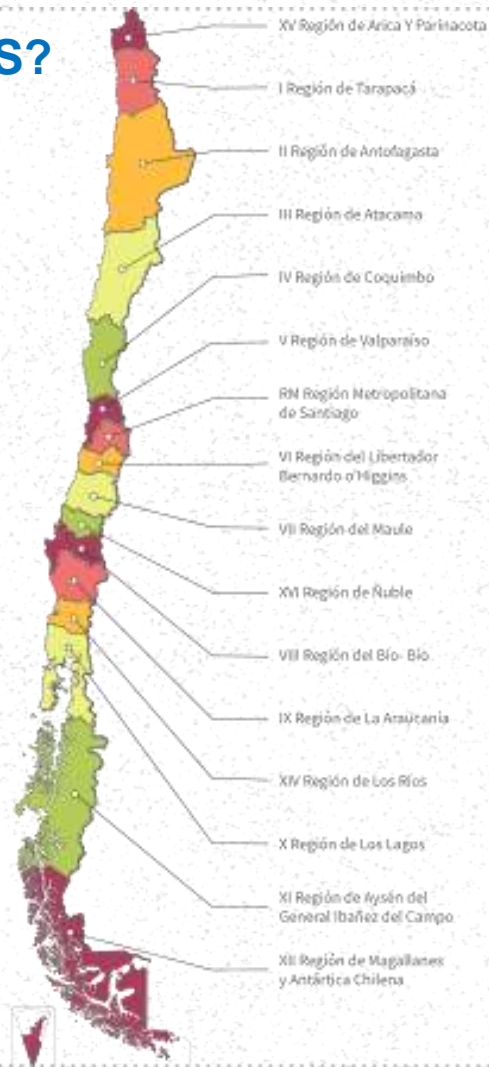 S?
XV Región de Arica Y Parinacota
I Región de Tarapacá
II Región de Antofagasta
III Región de Atacama
IV Región de Coquimbo
V Región de Valparaíso
RM Región Metropolitana
de Santiago
VI Región del Libertador
Bernardo o'Higgins
VII Región del Maule
XVI Región de Ñuble
VIII Región del Bío- Bío
IX Región de La Araucanía
XIV Región de Los Ríos
X Región de Los Lagos
XI Región de Aysén del
General Ibañez del Campo
XII Región de Magallanes
y Antártica Chilena